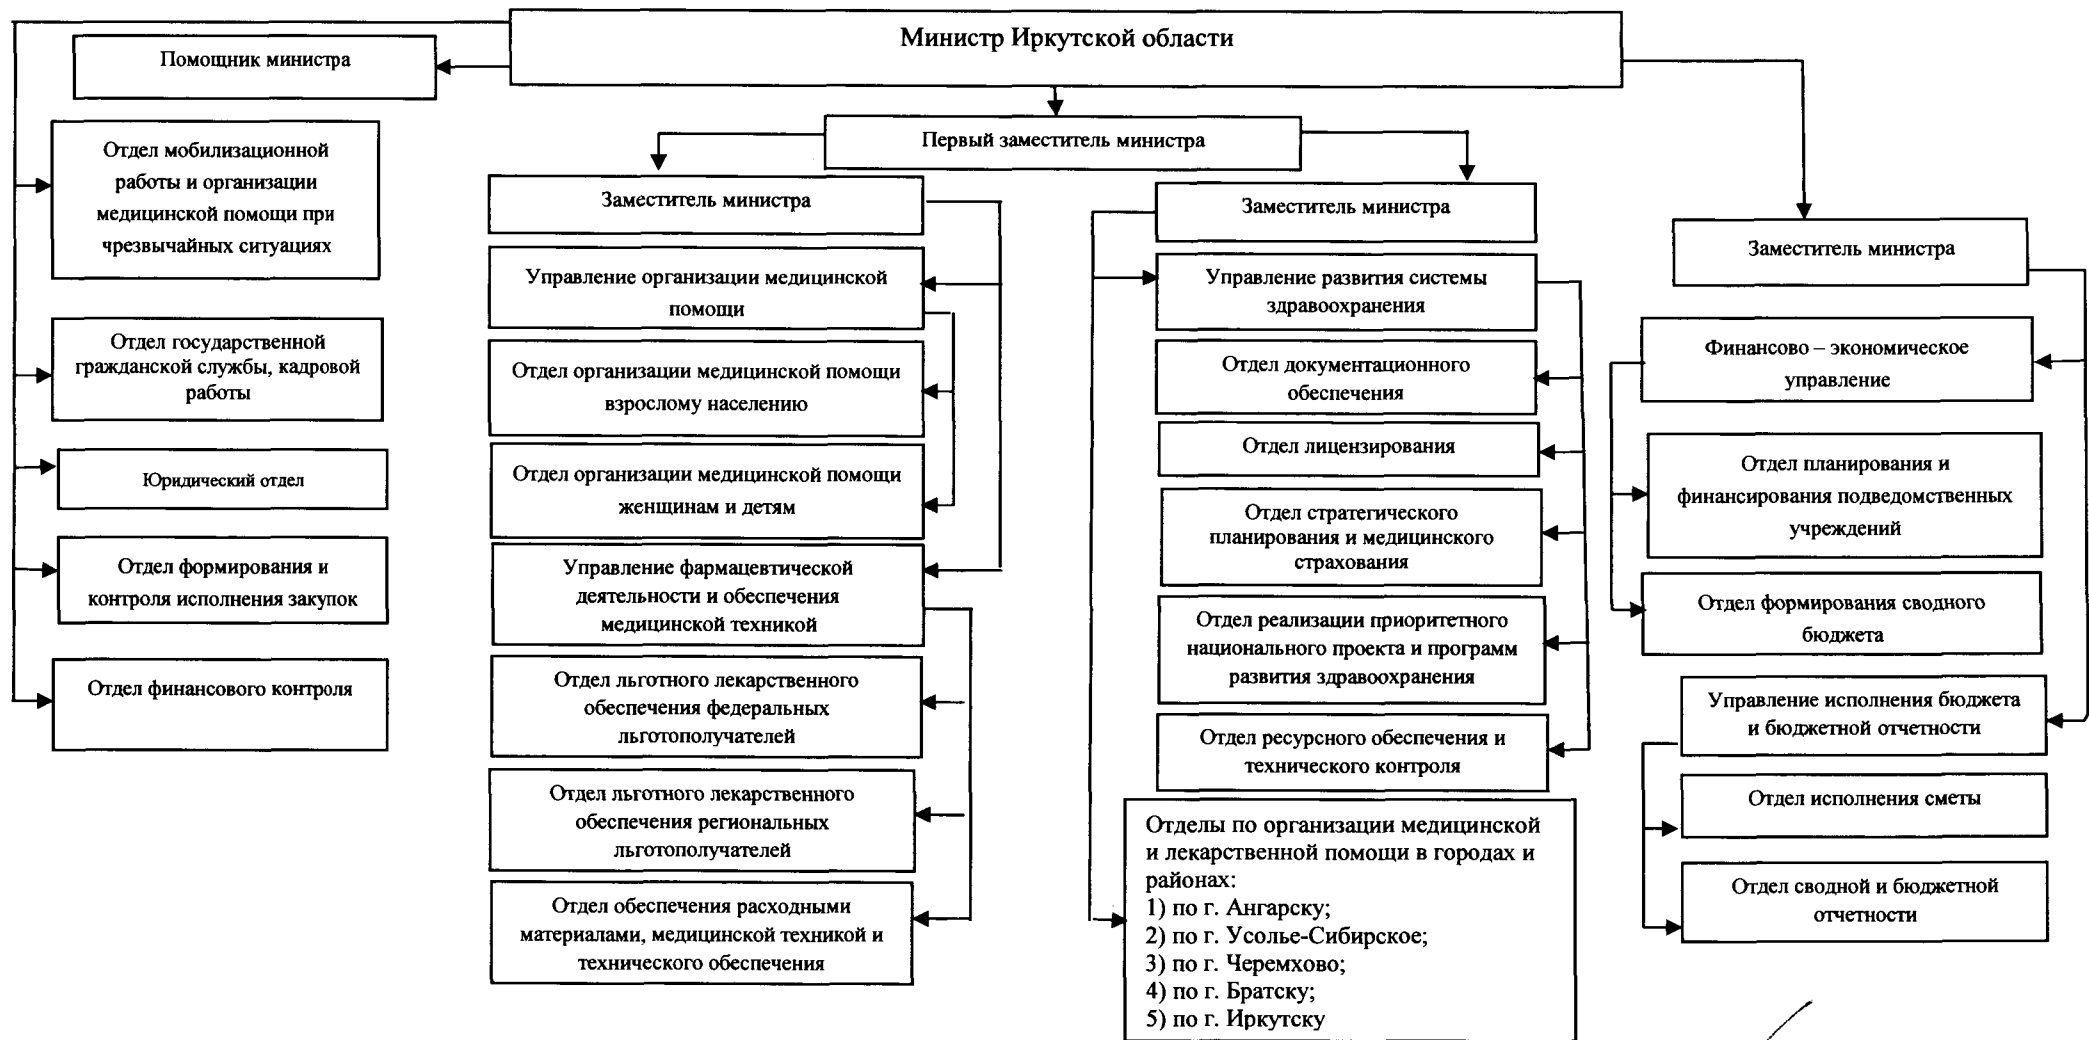 Министр Иркутской области
Помощник министра
Отдел мобилизационной
работы и организации
медицинской помощи при
чрезвычайных ситуациях
Отдел государственной
гражданской службы, кадровой
работы
Юридический отдел
Отдел формирования и
контроля исполнения закупок
Отдел финансового контроля
Первый заместитель министра
Заместитель министра
Управление организации медицинской
помощи
Отдел организации медицинской помощи
взрослому населению
Отдел организации медицинской помощи
женщинам и детям
Управление фармацевтической
деятельности и обеспечения
медицинской техникой
Отдел льготного лекарственного
обеспечения федеральных
льготополучателей
Отдел льготного лекарственного
обеспечения региональных
льготополучателей
Отдел обеспечения расходными
материалами, медицинской техникой и
технического обеспечения
Заместитель министра
Управление развития системы
здравоохранения
Отдел документационного
обеспечения
Отдел лицензирования
Отдел стратегического
планирования и медицинского
страхования
Отдел реализации приоритетного
национального проекта и программ
развития здравоохранения
Отдел ресурсного обеспечения и
технического контроля
Отделы по организации медицинской
и лекарственной помощи в городах и
районах:
1) по г. Ангарску;
2) по г. Усолье-Сибирское;
3) по г. Черемхово;
4) по г. Братску;
5) по г. Иркутску
Заместитель министра
Финансово – экономическое
управление
Отдел планирования и
финансирования подведомственных
учреждений
Отдел формирования сводного
бюджета
Управление исполнения бюджета
и бюджетной отчетности
Отдел исполнения сметы
Отдел сводной и бюджетной
отчетности